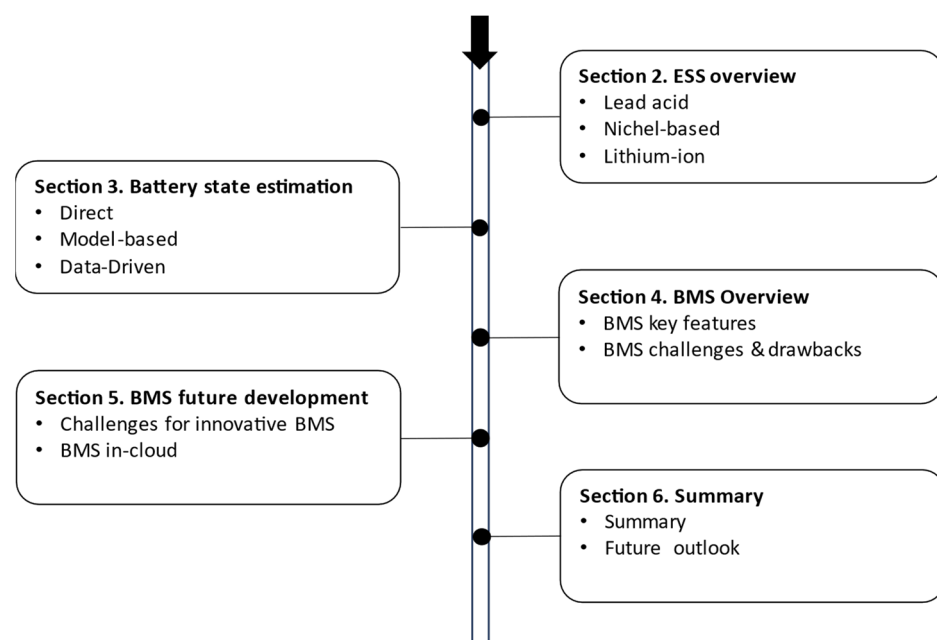 Section 2. ESS overview
• Lead acid
• Nichel-based
• Lithium-ion
Section 3. Battery state estimation
• Direct
• Model-based
• Data-Driven
Section 4. BMS Overview
• BMS key features
• BMS challenges & drawbacks
Section 5. BMS future development
• Challenges for innovative BMS
• BMS in-cloud
Section 6. Summary
• Summary
• Future outlook